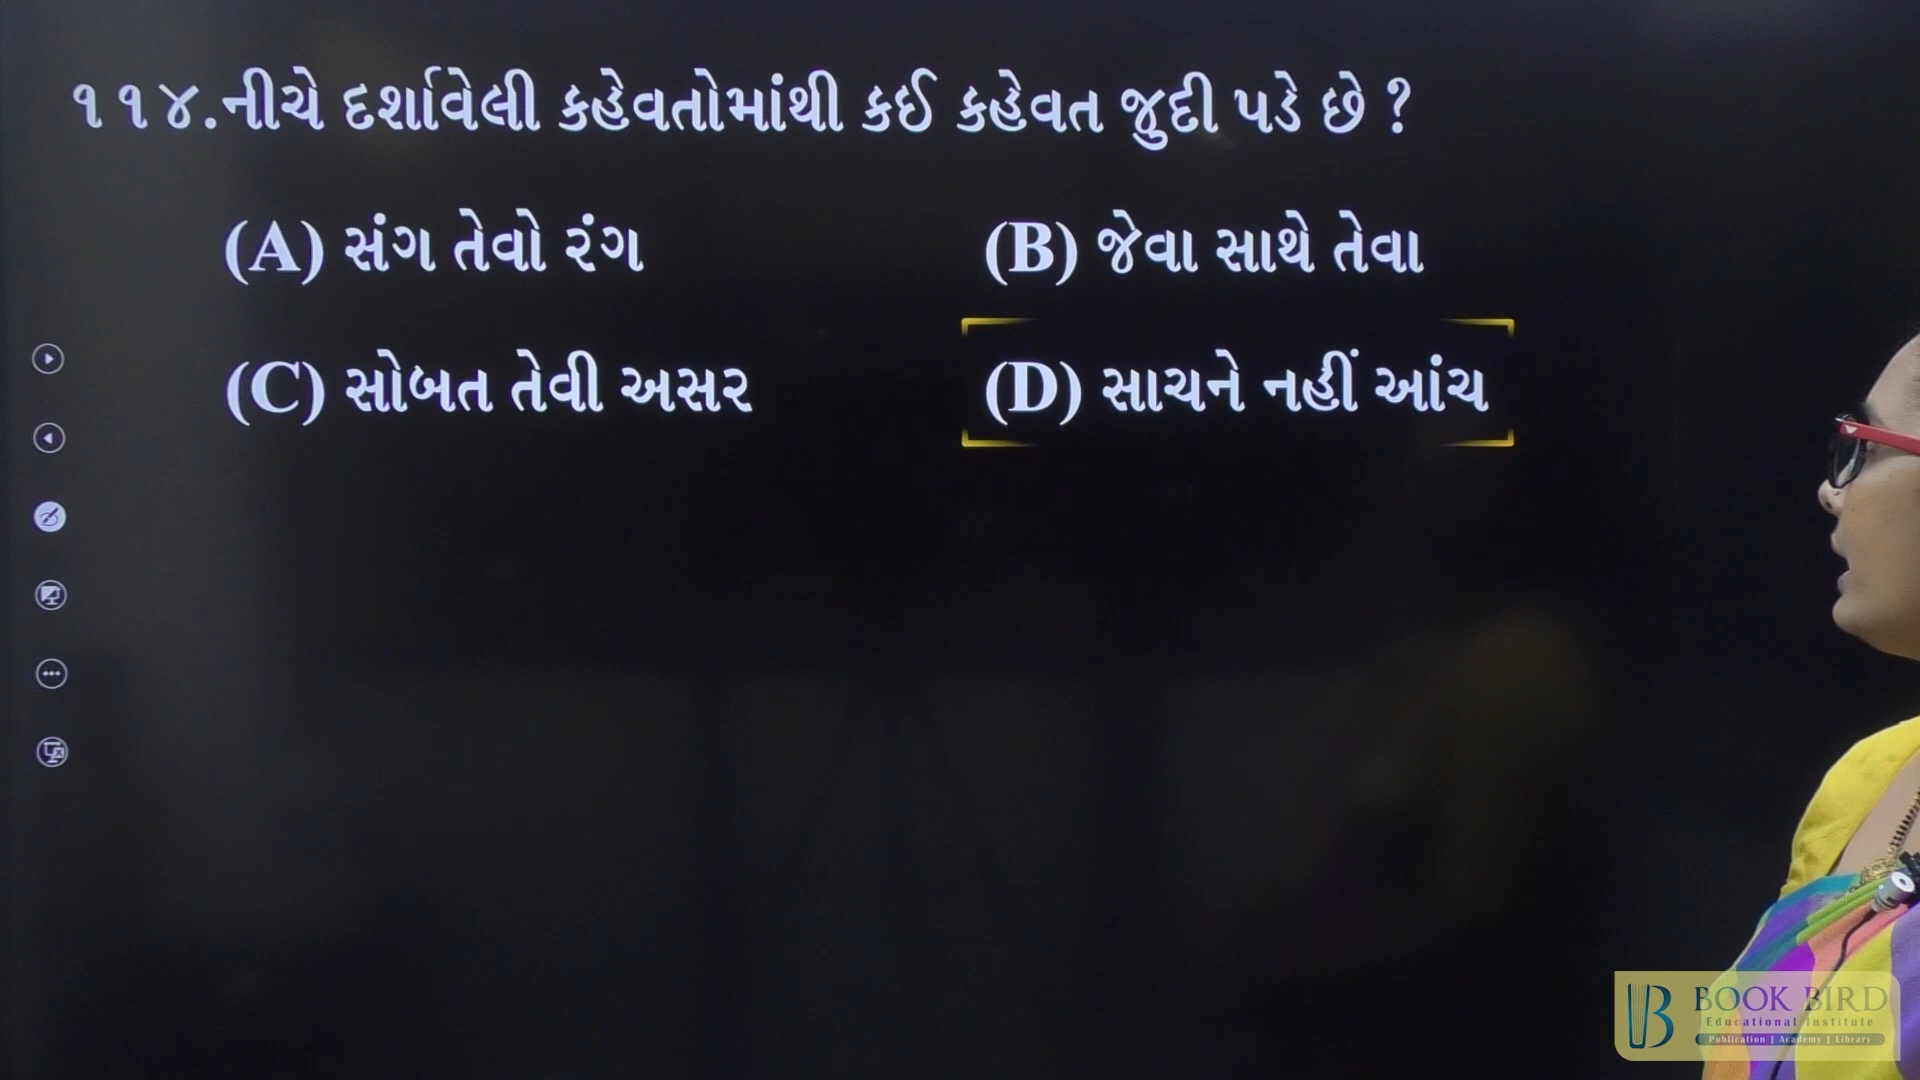 ૧૧૪.નીચે દર્શાવેલી કહેવતોમાંથી કઈ કહેવત જુદી પડે છે ?
(A) સંગ તેવો રંગ
(B) જેવા સાથે તેવા
(C) સોબત તેવી અસર
(D) સાચને નહીં આંચ
BOOK BIRD
Educational Institute
Publication | Academy | Library